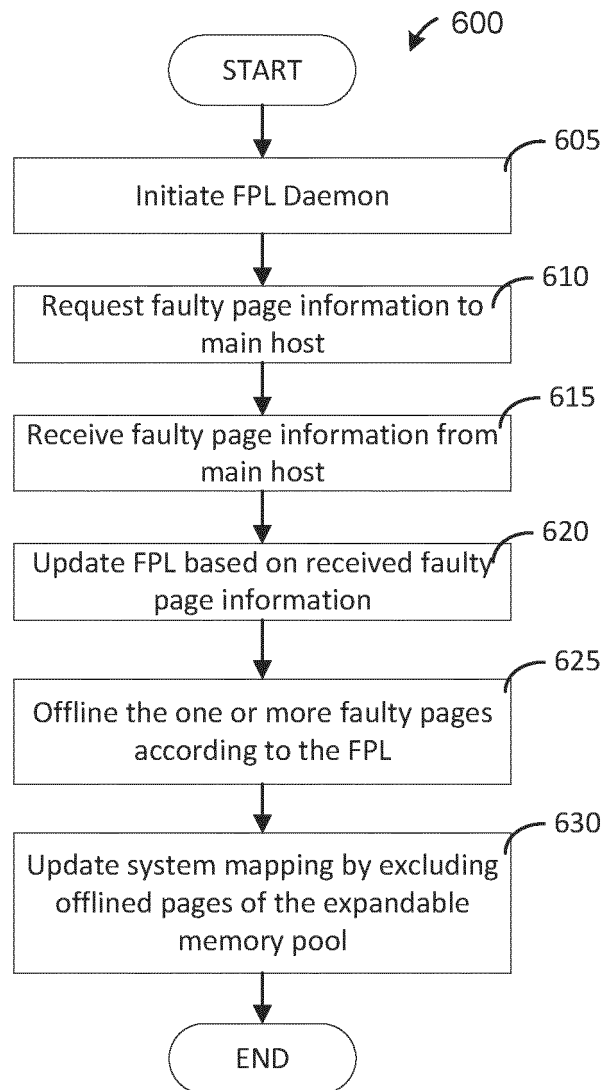 600
START
605
Initiate FPL Daemon
610
Request faulty page information to
main host
615
Receive faulty page information from
main host
620
Update FPL based on received faulty
page information
625
Offline the one or more faulty pages
according to the FPL
630
Update system mapping by excluding
offlined pages of the expandable
memory pool
END